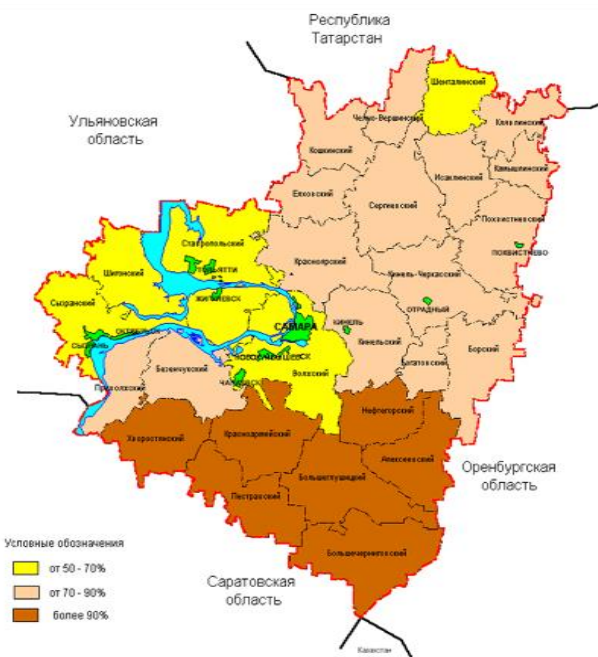 Республика
Татарстан
Ульяновская
область
Шенталинский
Челно-Вершинский
Клявлинский
Кошкинский
Камышлинский
Исаклинский
Елховский
Сергиевский
Похвистневский
Ставропольский
ПОХВИСТНЕВО
ТОЛЬЯТТИ
Красноярский
Шигонский
Кинель-Черкасский
ЖИГУЛЕВСК
Сызранский
ОТРАДНЫЙ
САМАРА
КИНЕЛЬ
ОКТЯБРЬСК
СЫЗРАНЬ
Кинельский
Борский
НОВОКУЙБЫШЕВСК
Богатовский
Безенчукский
Волжский
ЧАПАЕВСК
Приволжский
Нефтегорский
Хворостянский
Красноармейский
Алексеевский
Оренбургская
область
Большеглушицкий
Пестравский
Большечерниговский
Условные обозначения
от 50 - 70%
от 70 - 90%
более 90%
Саратовская
область
Казахстан